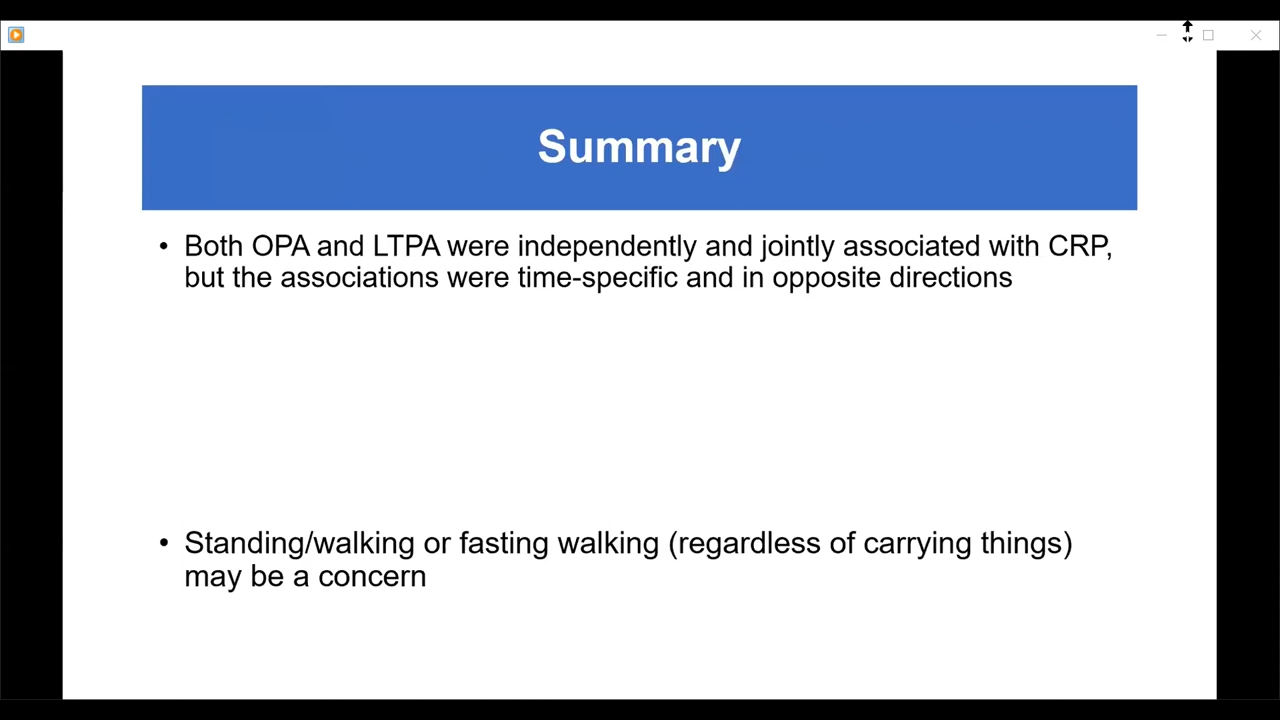 Summary
• Both OPA and LTPA were independently and jointly associated with CRP,
but the associations were time-specific and in opposite directions
• Standing/walking or fasting walking (regardless of carrying things)
may be a concern